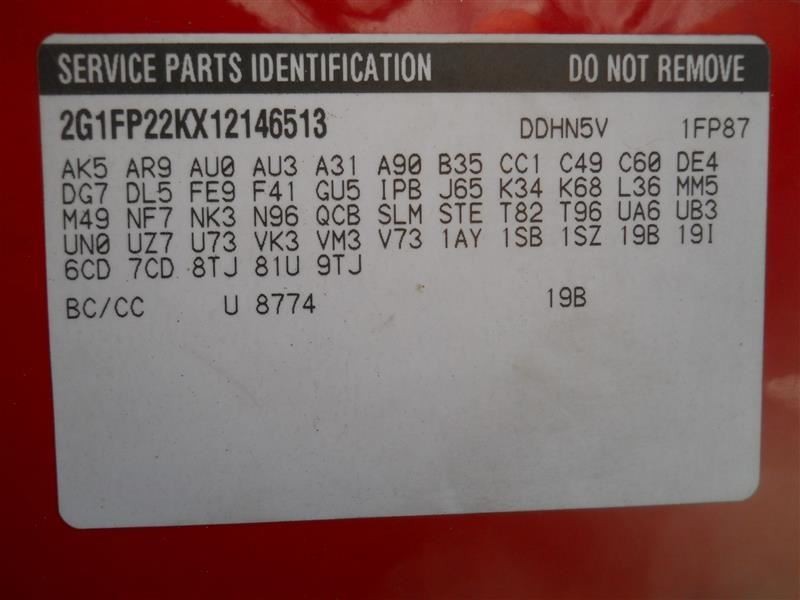 SERVICE PARTS IDENTIFICATION DO NOT REMOVE
2G1FP22KX12146513 DDHN5V 1FP87
AK5 AR9 AU0 AU3 A31 A90 B35 CC1 C49 C60 DE4
DG7 DL5 FE9 F41 GU5 IPB J65 K34 K68 L36 MM5
M49 NF7 NK3 N96 QCB SLM STE T82 T96 UA6 UB3
UN0 UZ7 U73 VK3 VM3 V73 1AY 1SB 1SZ 19B 19I
6CD 7CD 8TJ 81U 9TJ
BC/CC U 8774 19B